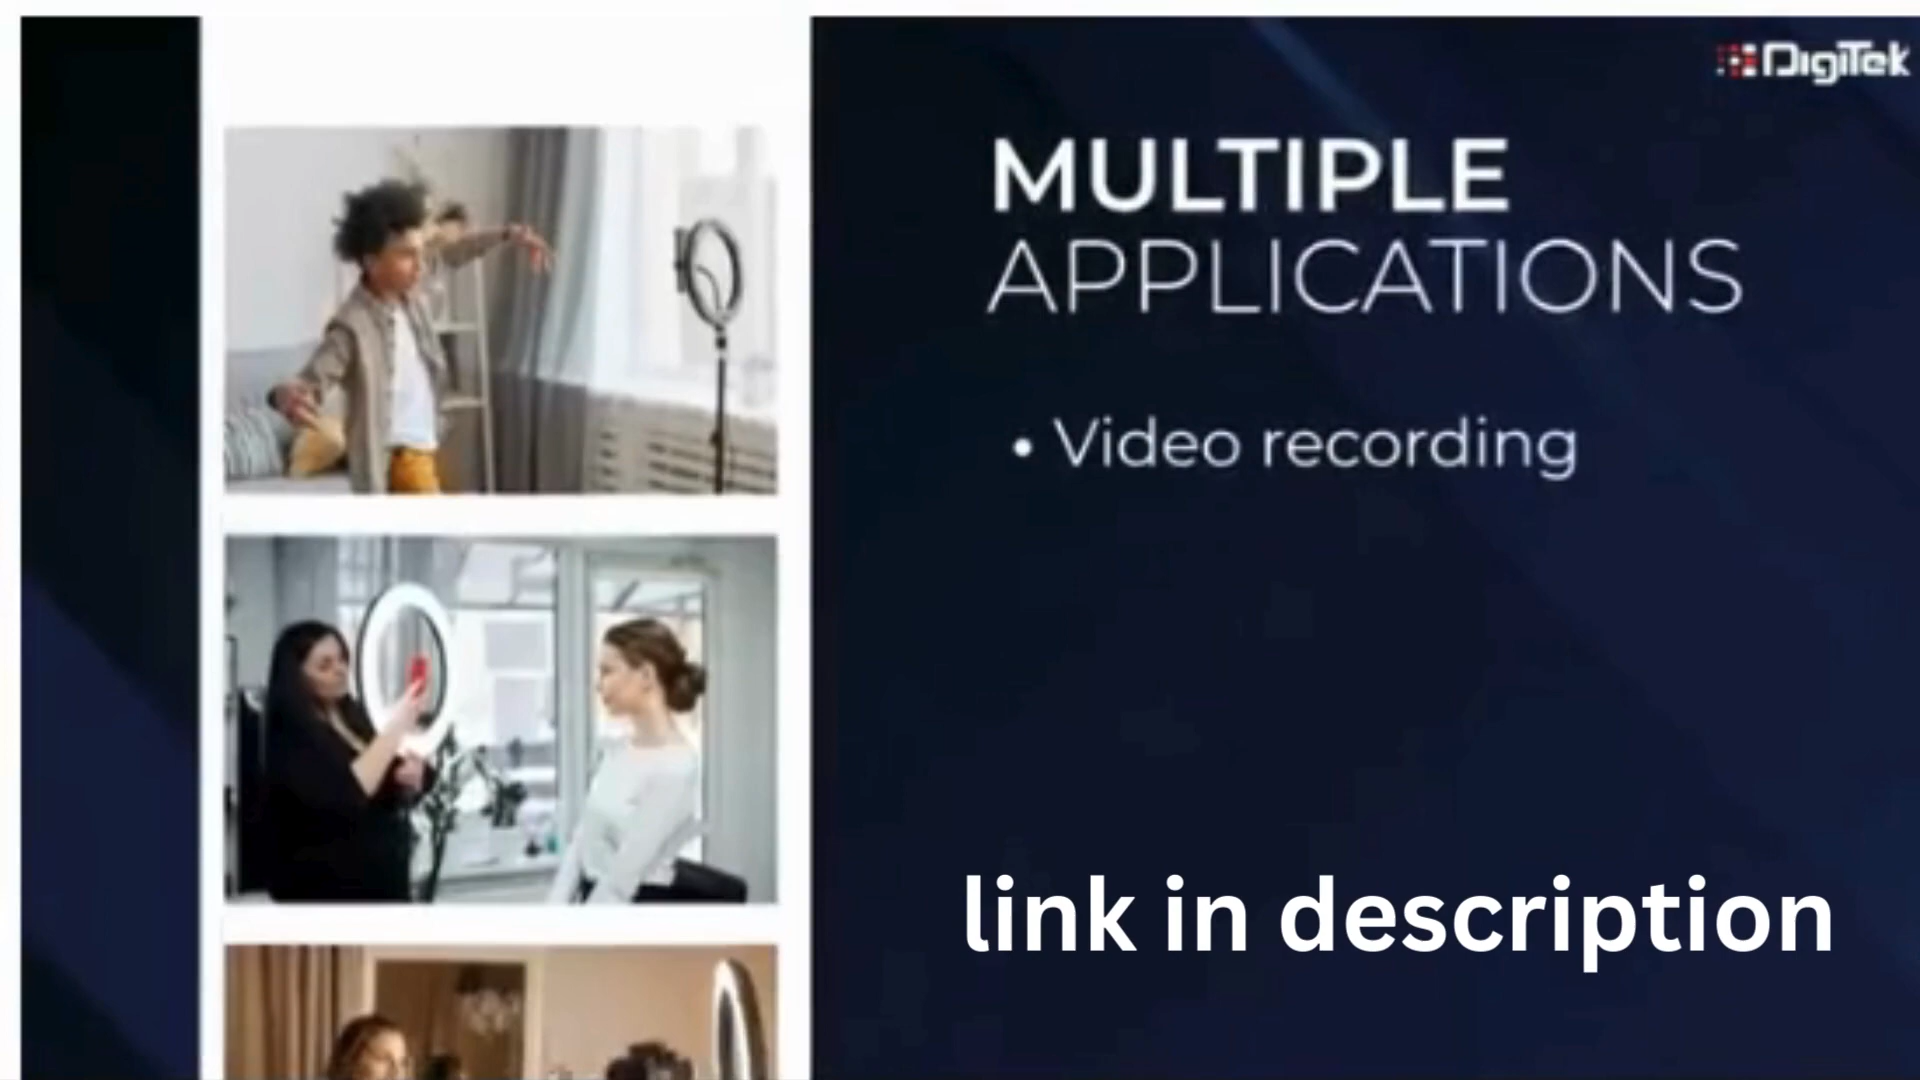 DigiTek
MULTIPLE
APPLICATIONS
• Video recording
link in description